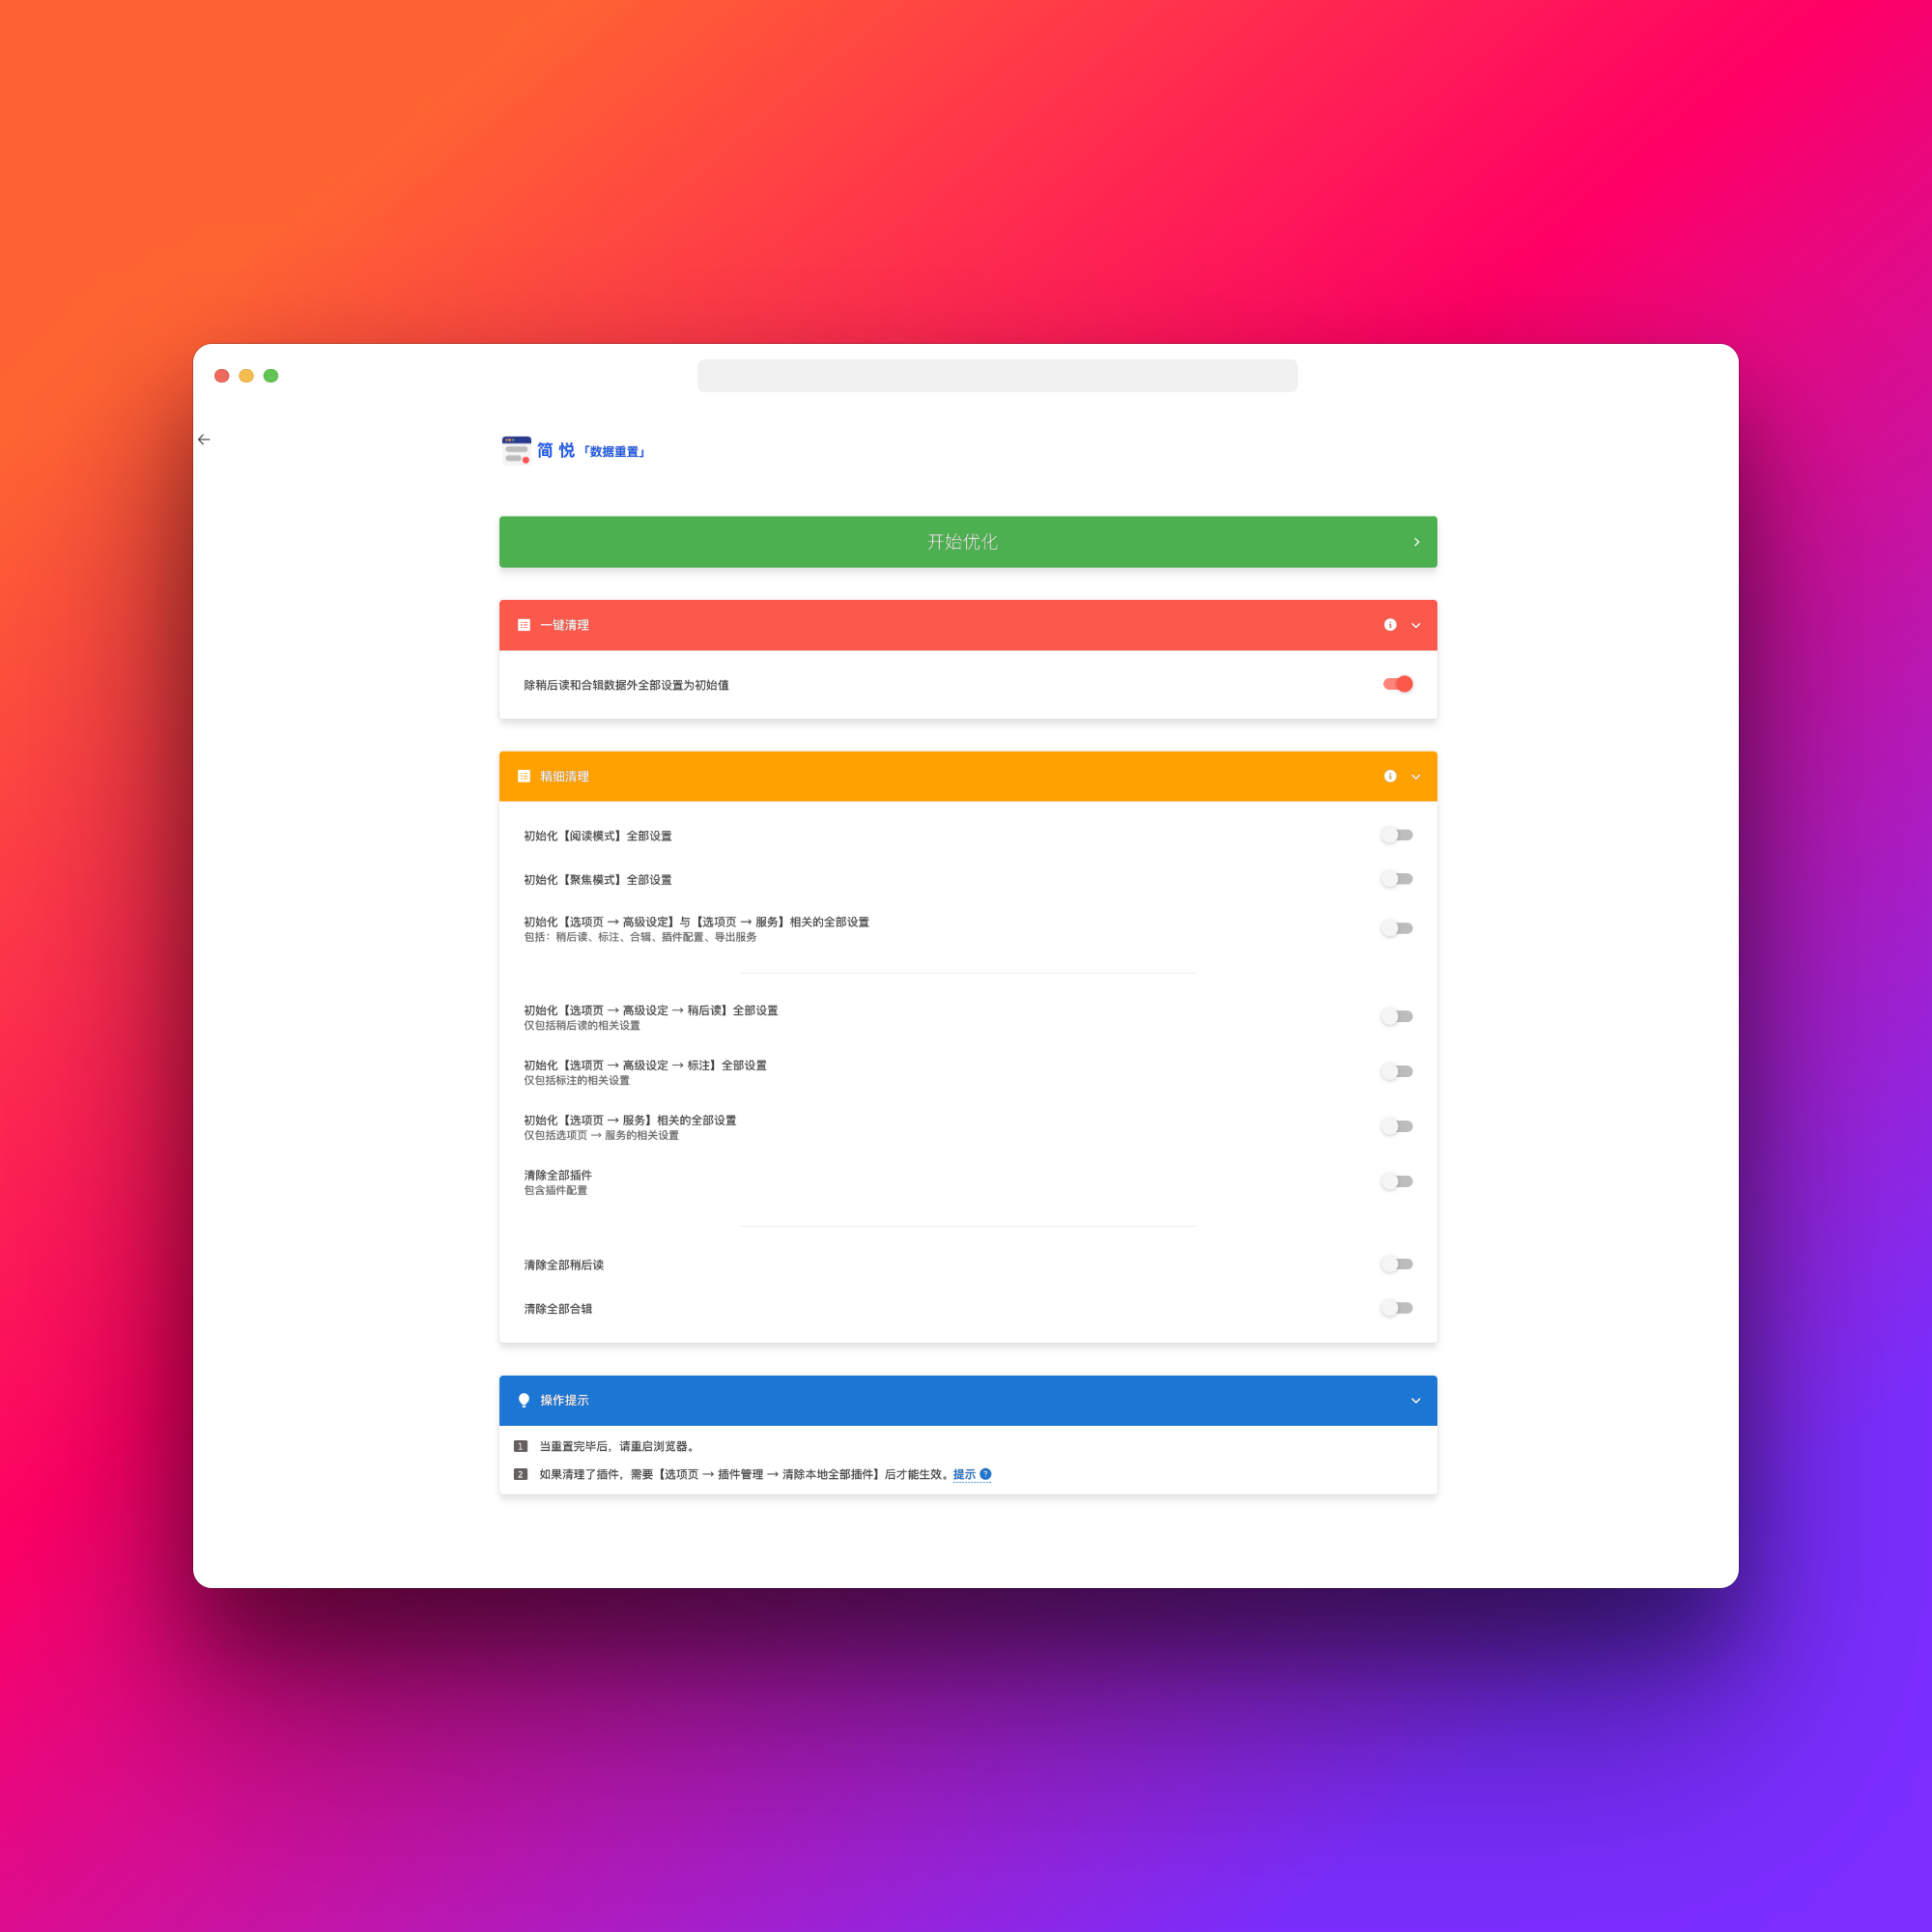 简 悦「数据重置」
开始优化
一键清理
除稍后读和合辑数据外全部设置为初始值
精细清理
初始化【阅读模式】全部设置
初始化【聚焦模式】全部设置
初始化【选项页 → 高级设定】与【选项页 → 服务】相关的全部设置
包括：稍后读、标注、合辑、插件配置、导出服务
初始化【选项页 → 高级设定 → 稍后读】全部设置
仅包括稍后读的相关设置
初始化【选项页 → 高级设定 → 标注】全部设置
仅包括标注的相关设置
初始化【选项页 → 服务】相关的全部设置
仅包括选项页 → 服务的相关设置
清除全部插件
包含插件配置
清除全部稍后读
清除全部合辑
操作提示
1 当重置完毕后，请重启浏览器。
2 如果清理了插件，需要【选项页 → 插件管理 → 清除本地全部插件】后才能生效。提示 ?